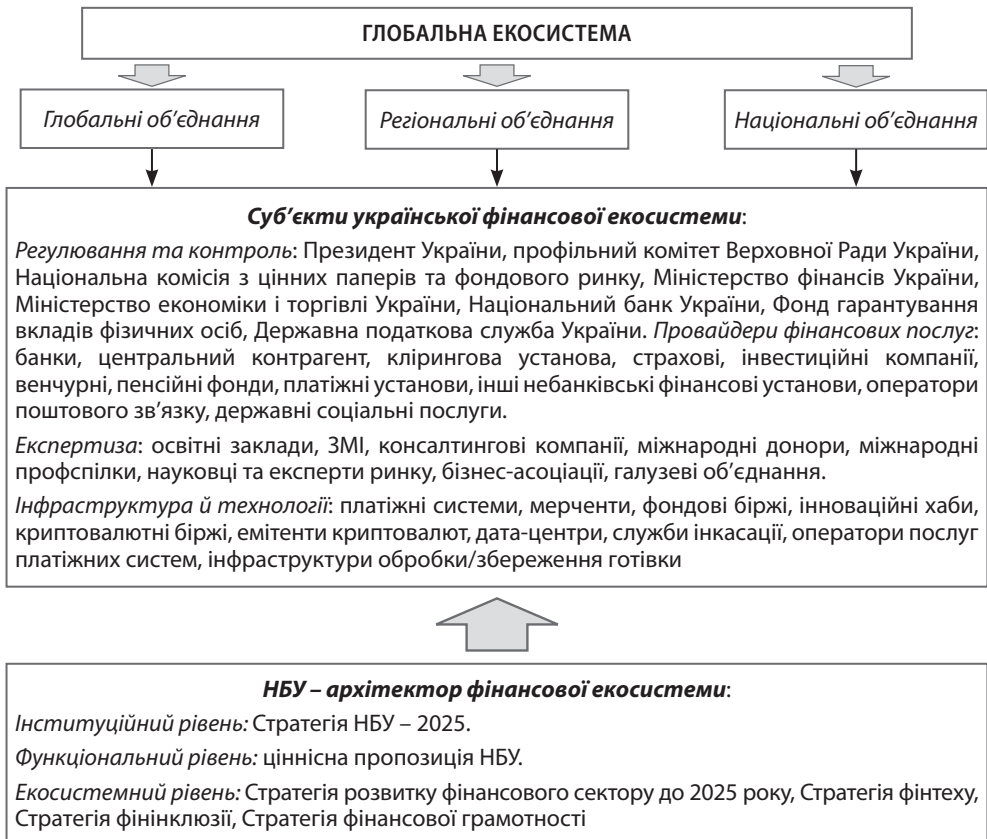 ГЛОБАЛЬНА ЕКОСИСТЕМА
Глобальні об’єднання
Регіональні об’єднання
Національні об’єднання
Суб’єкти української фінансової екосистеми:
Регулювання та контроль: Президент України, профільний комітет Верховної Ради України,
Національна комісія з цінних паперів та фондового ринку, Міністерство фінансів України,
Міністерство економіки і торгівлі України, Національний банк України, Фонд гарантування
вкладів фізичних осіб, Державна податкова служба України. Провайдери фінансових послуг:
банки, центральний контрагент, клірингова установа, страхові, інвестиційні компанії,
венчурні, пенсійні фонди, платіжні установи, інші небанківські фінансові установи, оператори
поштового зв’язку, державні соціальні послуги.
Експертиза: освітні заклади, ЗМІ, консалтингові компанії, міжнародні донори, міжнародні
профспілки, науковці та експерти ринку, бізнес-асоціації, галузеві об’єднання.
Інфраструктура й технології: платіжні системи, мерченти, фондові біржі, інноваційні хаби,
криптовалютні біржі, емітенти криптовалют, дата-центри, служби інкасації, оператори послуг
платіжних систем, інфраструктури обробки/збереження готівки
НБУ – архітектор фінансової екосистеми:
Інституційний рівень: Стратегія НБУ – 2025.
Функціональний рівень: ціннісна пропозиція НБУ.
Екосистемний рівень: Стратегія розвитку фінансового сектору до 2025 року, Стратегія фінтеху,
Стратегія фінінклюзії, Стратегія фінансової грамотності